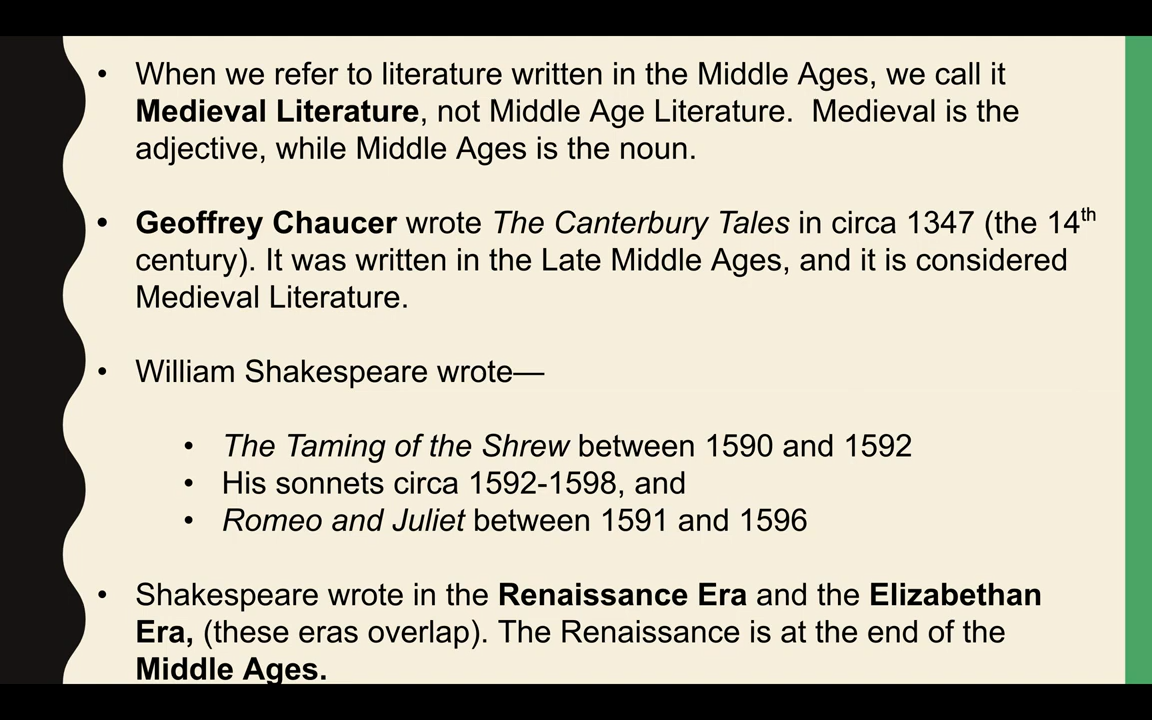 • When we refer to literature written in the Middle Ages, we call it
Medieval Literature, not Middle Age Literature.  Medieval is the
adjective, while Middle Ages is the noun.
• Geoffrey Chaucer wrote The Canterbury Tales in circa 1347 (the 14th
century). It was written in the Late Middle Ages, and it is considered
Medieval Literature.
• William Shakespeare wrote—
• The Taming of the Shrew between 1590 and 1592
• His sonnets circa 1592-1598, and
• Romeo and Juliet between 1591 and 1596
• Shakespeare wrote in the Renaissance Era and the Elizabethan
Era, (these eras overlap). The Renaissance is at the end of the
Middle Ages.